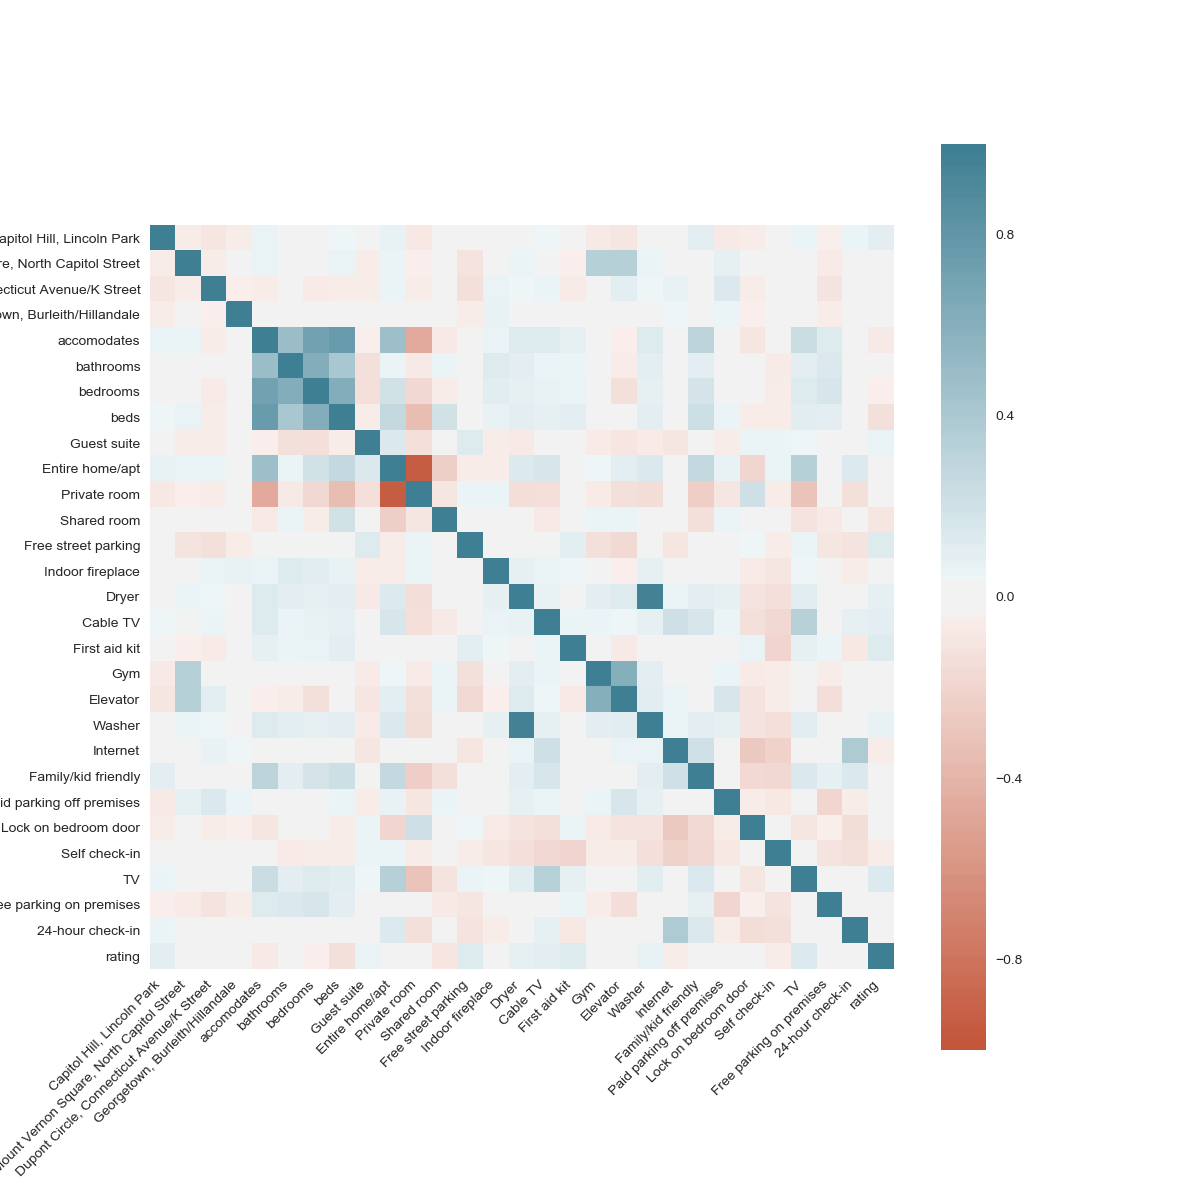 apitol Hill, Lincoln Park
re, North Capitol Street
ecticut Avenue/K Street
own, Burleith/Hillandale
accomodates
bathrooms
bedrooms
beds
Guest suite
Entire home/apt
Private room
Shared room
Free street parking
Indoor fireplace
Dryer
Cable TV
First aid kit
Gym
Elevator
Washer
Internet
Family/kid friendly
id parking off premises
Lock on bedroom door
Self check-in
TV
ee parking on premises
24-hour check-in
rating
Capitol Hill, Lincoln Park
Mount Vernon Square, North Capitol Street
Dupont Circle, Connecticut Avenue/K Street
Georgetown, Burleith/Hillandale
accomodates
bathrooms
bedrooms
beds
Guest suite
Entire home/apt
Private room
Shared room
Free street parking
Indoor fireplace
Dryer
Cable TV
First aid kit
Gym
Elevator
Washer
Internet
Family/kid friendly
Paid parking off premises
Lock on bedroom door
Self check-in
TV
Free parking on premises
24-hour check-in
rating
0.8
0.4
0.0
−0.4
−0.8